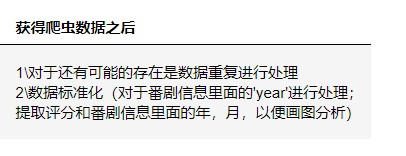 获得爬虫数据之后
1\对于还有可能的存在是数据重复进行处理
2\数据标准化（对于番剧信息里面的'year'进行处理;
提取评分和番剧信息里面的年，月，以便画图分析）